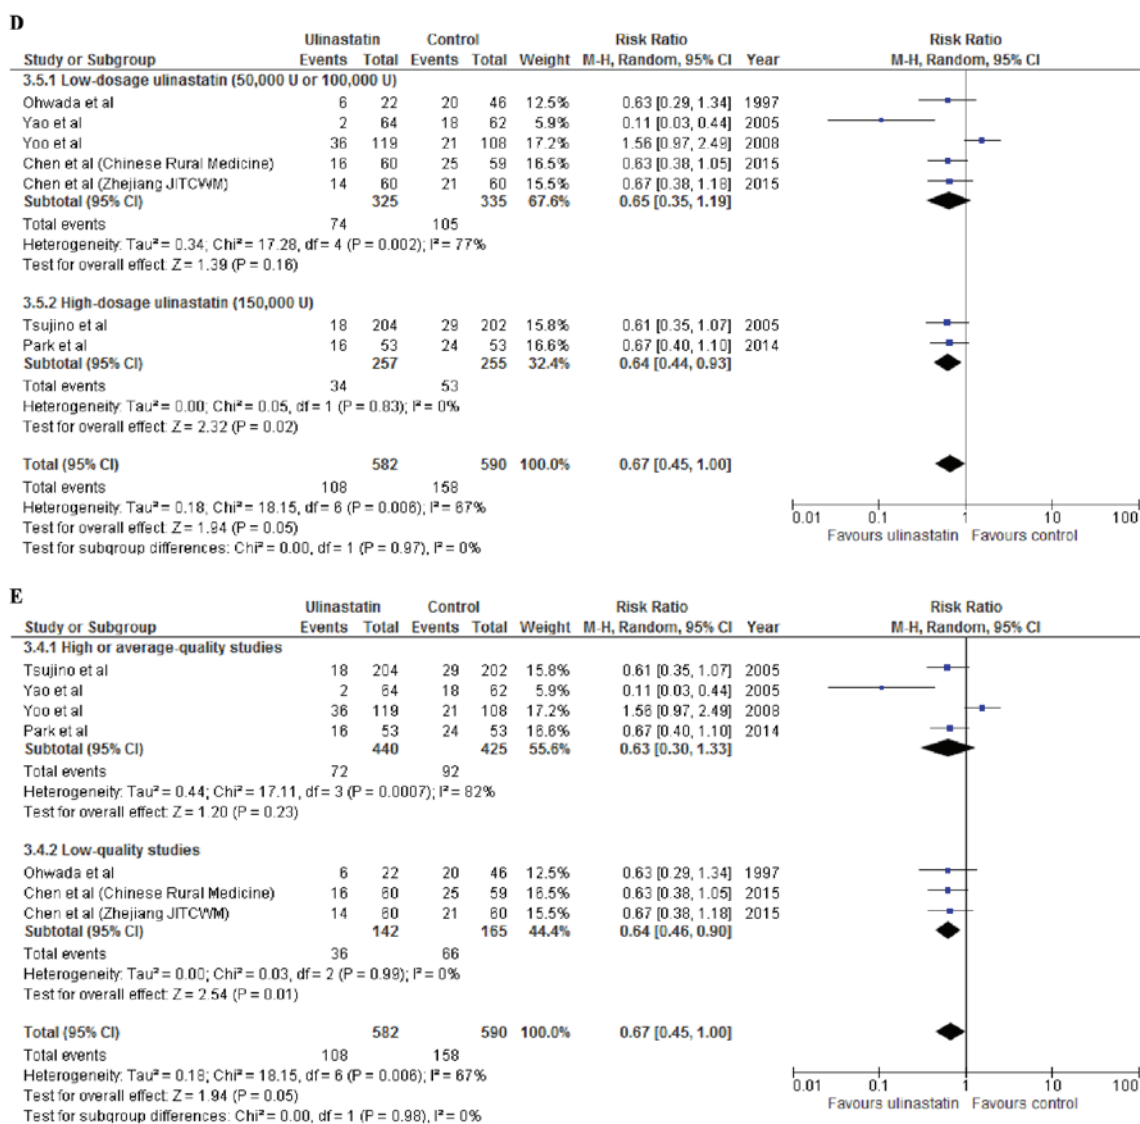 D
Ulinastatin Control Risk Ratio Risk Ratio
Study or Subgroup Events Total Events Total Weight M-H, Random, 95% CI Year M-H, Random, 95% CI
3.5.1 Low-dosage ulinastatin (50,000 U or 100,000 U)
Ohwada et al 6 22 20 46 12.5% 0.63 [0.29, 1.34] 1997
Yao et al 2 64 18 62 5.9% 0.11 [0.03, 0.44] 2005
Yoo et al 36 119 21 108 17.2% 1.56 [0.97, 2.49] 2008
Chen et al (Chinese Rural Medicine) 16 60 25 59 16.5% 0.63 [0.38, 1.05] 2015
Chen et al (Zhejiang JITCWM) 14 60 21 60 15.5% 0.67 [0.38, 1.18] 2015
Subtotal (95% CI) 325 335 67.6% 0.65 [0.35, 1.19]
Total events 74 105
Heterogeneity: Tau² = 0.34; Chi² = 17.28, df = 4 (P = 0.002); I² = 77%
Test for overall effect: Z = 1.39 (P = 0.16)
3.5.2 High-dosage ulinastatin (150,000 U)
Tsujino et al 18 204 29 202 15.8% 0.61 [0.35, 1.07] 2005
Park et al 16 53 24 53 16.6% 0.67 [0.40, 1.10] 2014
Subtotal (95% CI) 257 255 32.4% 0.64 [0.44, 0.93]
Total events 34 53
Heterogeneity: Tau² = 0.00; Chi² = 0.05, df = 1 (P = 0.83); I² = 0%
Test for overall effect: Z = 2.32 (P = 0.02)
Total (95% CI) 582 590 100.0% 0.67 [0.45, 1.00]
Total events 108 158
Heterogeneity: Tau² = 0.18; Chi² = 18.15, df = 6 (P = 0.006); I² = 67%
Test for overall effect: Z = 1.94 (P = 0.05)
Test for subgroup differences: Chi² = 0.00, df = 1 (P = 0.97), I² = 0%
0.01 0.1 1 10 100
Favours ulinastatin Favours control
E
Ulinastatin Control Risk Ratio Risk Ratio
Study or Subgroup Events Total Events Total Weight M-H, Random, 95% CI Year M-H, Random, 95% CI
3.4.1 High or average-quality studies
Tsujino et al 18 204 29 202 15.8% 0.61 [0.35, 1.07] 2005
Yao et al 2 64 18 62 5.9% 0.11 [0.03, 0.44] 2005
Yoo et al 36 119 21 108 17.2% 1.56 [0.97, 2.49] 2008
Park et al 16 53 24 53 16.6% 0.67 [0.40, 1.10] 2014
Subtotal (95% CI) 440 425 55.6% 0.63 [0.30, 1.33]
Total events 72 92
Heterogeneity: Tau² = 0.44; Chi² = 17.11, df = 3 (P = 0.0007); I² = 82%
Test for overall effect: Z = 1.20 (P = 0.23)
3.4.2 Low-quality studies
Ohwada et al 6 22 20 46 12.5% 0.63 [0.29, 1.34] 1997
Chen et al (Chinese Rural Medicine) 16 60 25 59 16.5% 0.63 [0.38, 1.05] 2015
Chen et al (Zhejiang JITCWM) 14 60 21 60 15.5% 0.67 [0.38, 1.18] 2015
Subtotal (95% CI) 142 165 44.4% 0.64 [0.46, 0.90]
Total events 36 66
Heterogeneity: Tau² = 0.00; Chi² = 0.03, df = 2 (P = 0.99); I² = 0%
Test for overall effect: Z = 2.54 (P = 0.01)
Total (95% CI) 582 590 100.0% 0.67 [0.45, 1.00]
Total events 108 158
Heterogeneity: Tau² = 0.18; Chi² = 18.15, df = 6 (P = 0.006); I² = 67%
Test for overall effect: Z = 1.94 (P = 0.05)
Test for subgroup differences: Chi² = 0.00, df = 1 (P = 0.98), I² = 0%
0.01 0.1 1 10 100
Favours ulinastatin Favours control